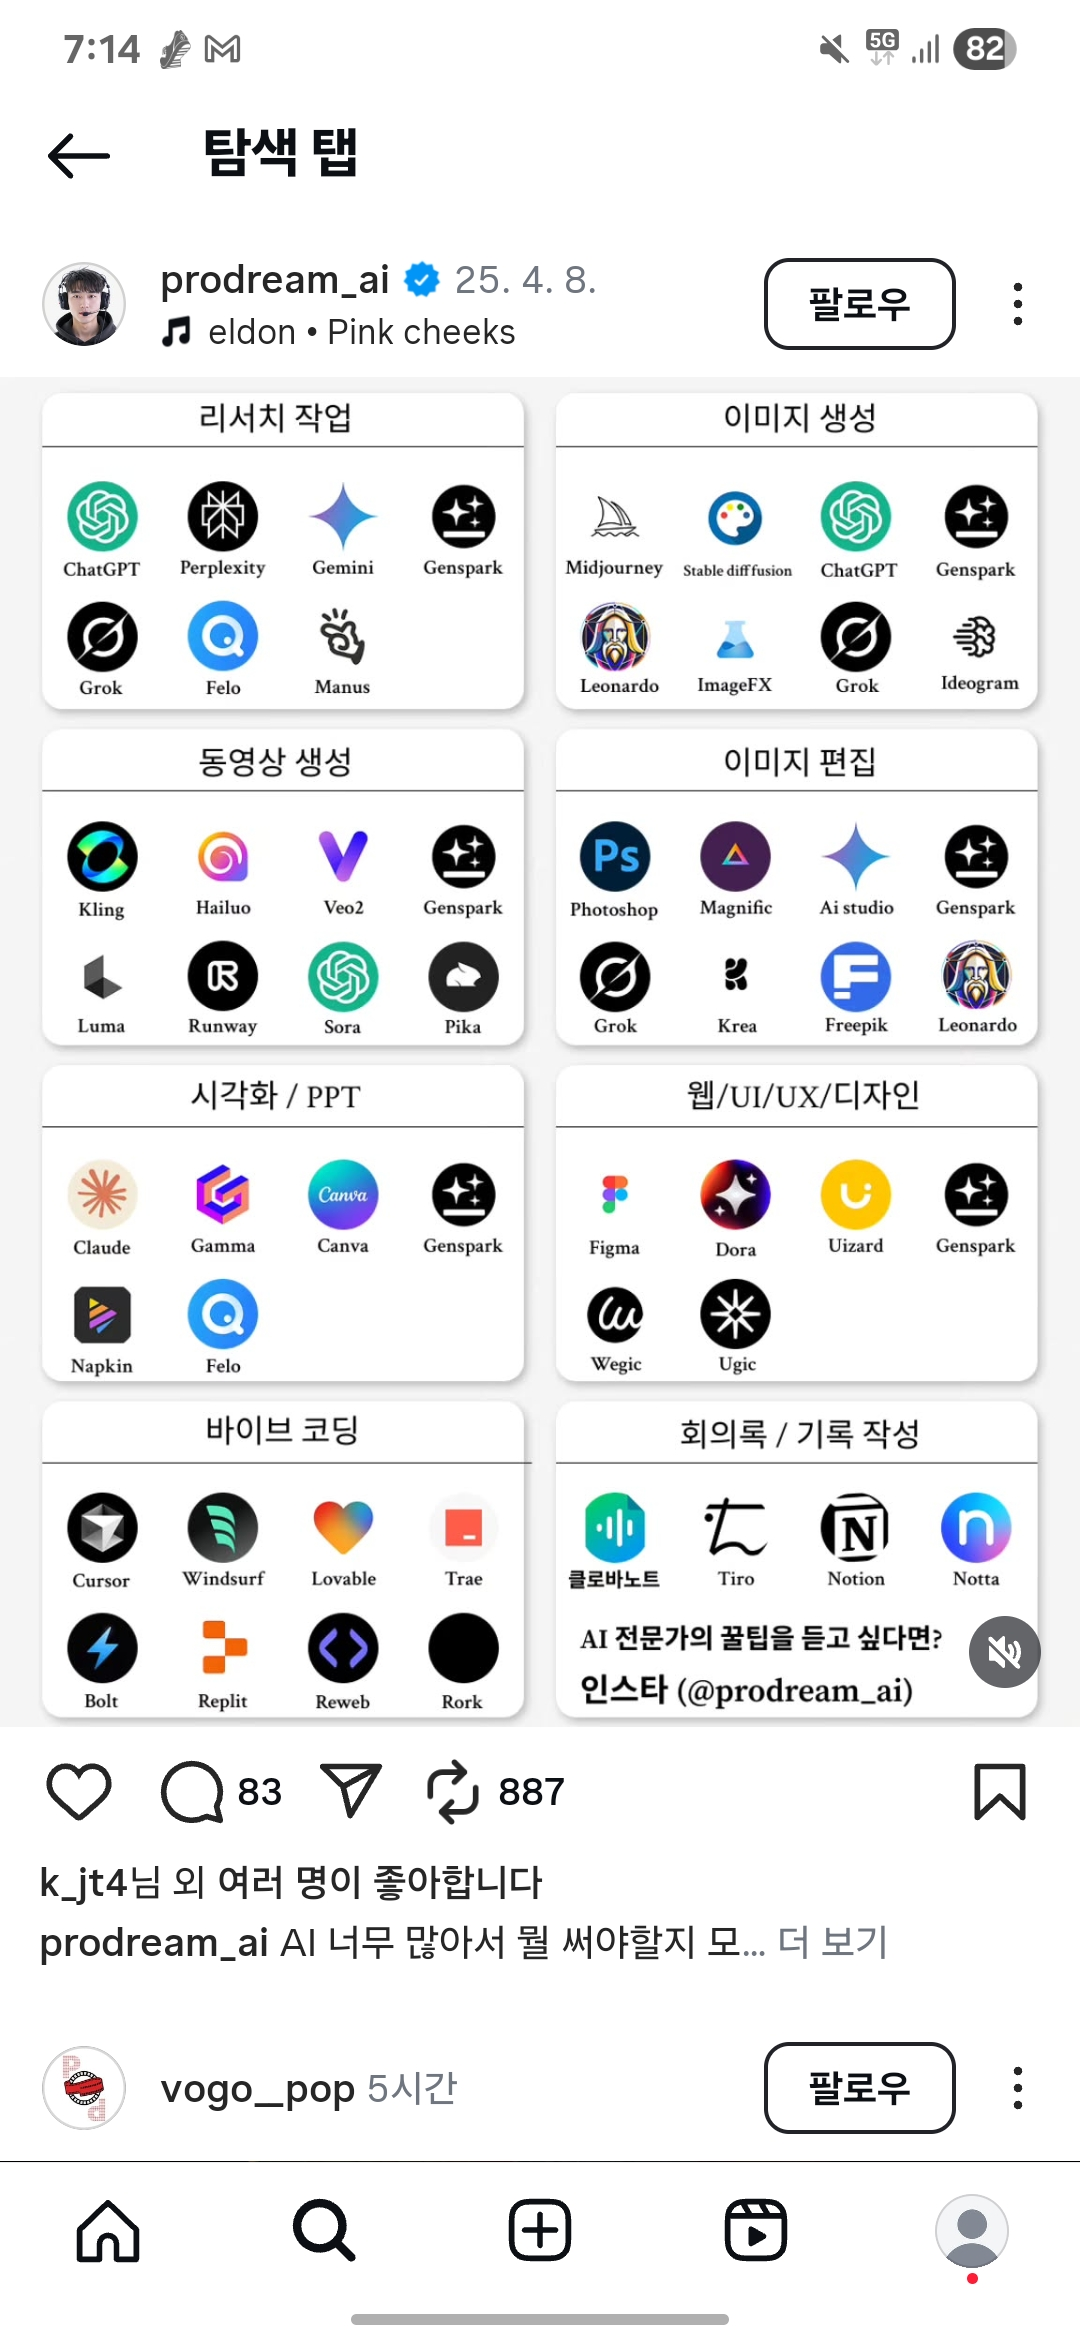 7:14
5G
82
탐색 탭
prodream_ai 25. 4. 8.
eldon • Pink cheeks
팔로우
리서치 작업
ChatGPT Perplexity Gemini Genspark
Grok Felo Manus
이미지 생성
Midjourney Stable diffusion ChatGPT Genspark
Leonardo ImageFX Grok Ideogram
동영상 생성
Kling Hailuo Veo2 Genspark
Luma Runway Sora Pika
이미지 편집
Ps
Photoshop Magnific Ai studio Genspark
Grok Krea Freepik Leonardo
시각화 / PPT
Canva
Claude Gamma Canva Genspark
Napkin Felo
웹/UI/UX/디자인
Figma Dora Uizard Genspark
Wegic Ugic
바이브 코딩
Cursor Windsurf Lovable Trae
Bolt Replit Reweb Rork
회의록 / 기록 작성
클로바노트 Tiro Notion Notta
AI 전문가의 꿀팁을 듣고 싶다면?
인스타 (@prodream_ai)
83
887
k_jt4님 외 여러 명이 좋아합니다
prodream_ai AI 너무 많아서 뭘 써야할지 모... 더 보기
vogo__pop 5시간
팔로우